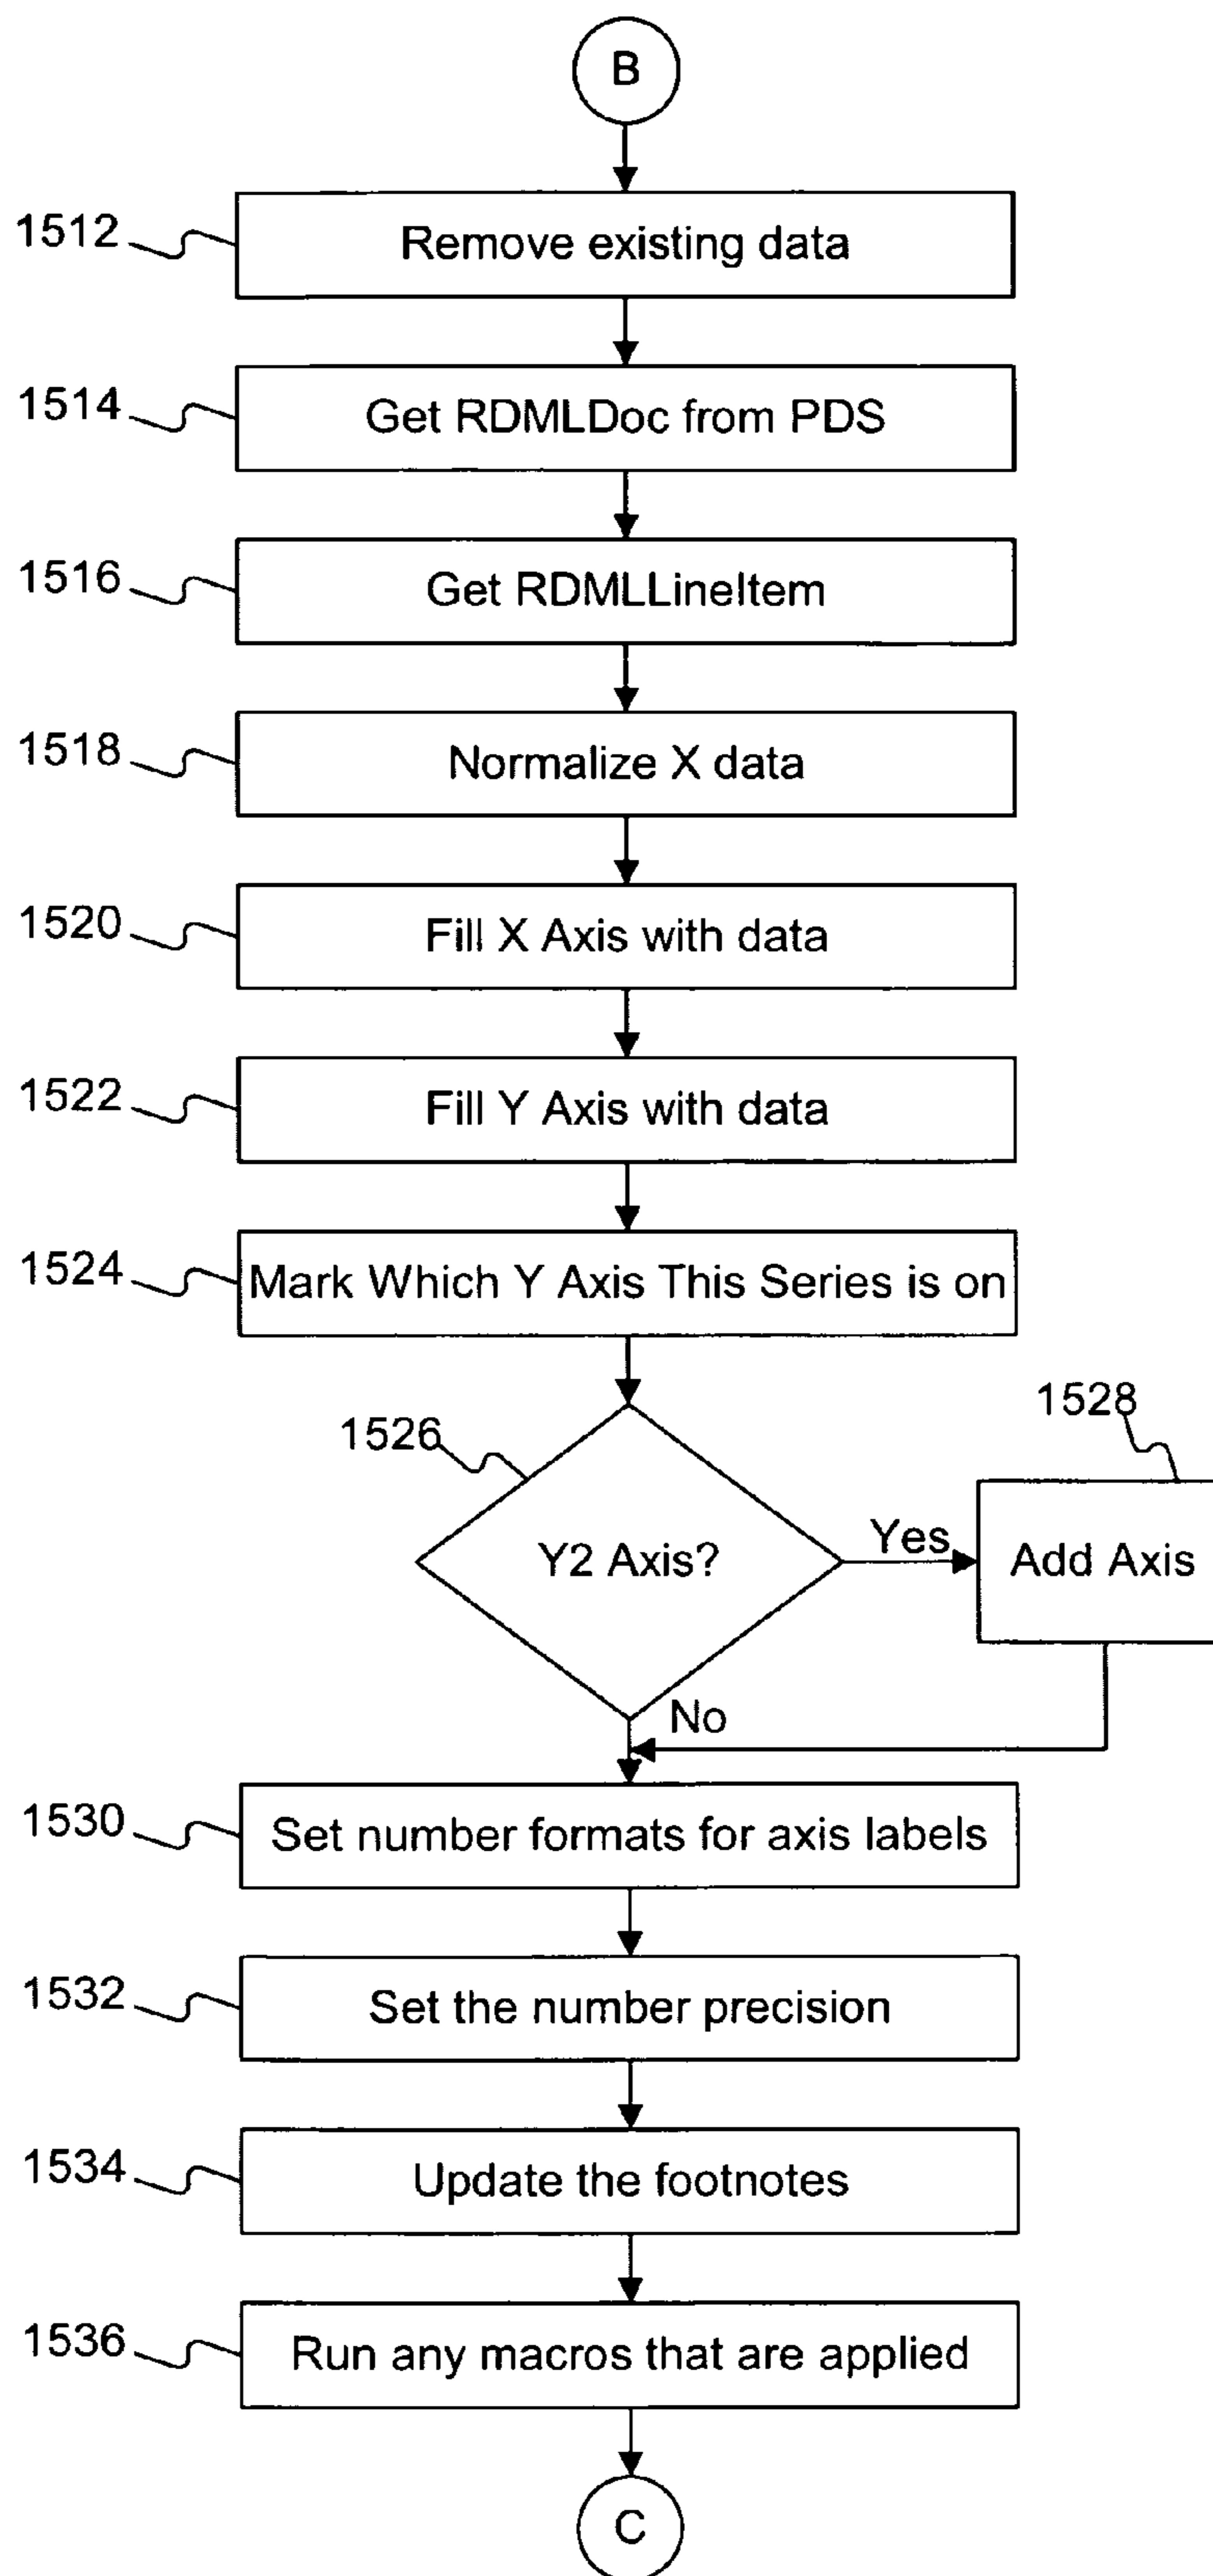 B
1512
Remove existing data
1514
Get RDMLDoc from PDS
1516
Get RDMLLineItem
1518
Normalize X data
1520
Fill X Axis with data
1522
Fill Y Axis with data
1524
Mark Which Y Axis This Series is on
1526
1528
Y2 Axis?
Yes
Add Axis
No
1530
Set number formats for axis labels
1532
Set the number precision
1534
Update the footnotes
1536
Run any macros that are applied
C